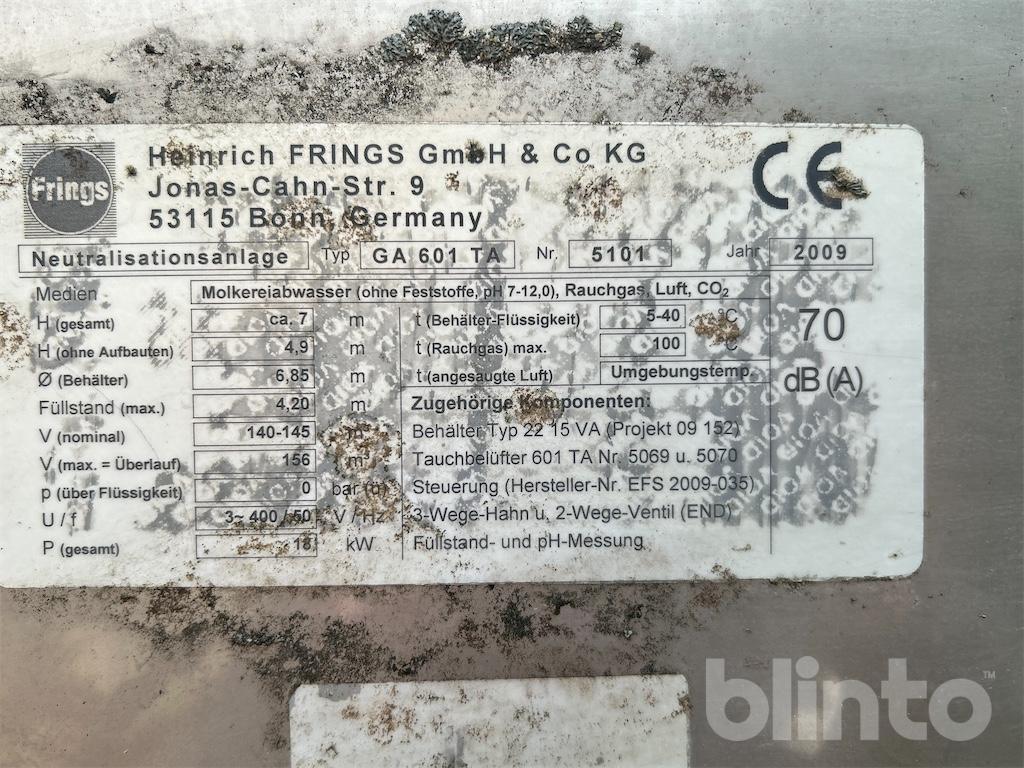 Frings
Heinrich FRINGS GmbH & Co KG
Jonas-Cahn-Str. 9
53115 Bonn, Germany
CE
Neutralisationsanlage Typ GA 601 TA Nr. 5101 Jahr 2009
Medien Molkereiabwasser (ohne Feststoffe, pH 7-12,0), Rauchgas, Luft, CO₂
H (gesamt) ca. 7 m t (Behälter-Flüssigkeit) 5-40 °C
H (ohne Aufbauten) 4,9 m t (Rauchgas) max. 100 °C
Ø (Behälter) 6,85 m t (angesaugte Luft) Umgebungstemp.
70 dB (A)
Füllstand (max.) 4,20 m Zugehörige Komponenten:
V (nominal) 140-145 m³ Behälter Typ 22 15 VA (Projekt 09 152)
V (max. = Überlauf) 156 m³ Tauchbelüfter 601 TA Nr. 5069 u. 5070
p (über Flüssigkeit) 0 bar (ü) Steuerung (Hersteller-Nr. EFS 2009-035)
U / f 3~ 400 / 50 V / Hz 3-Wege-Hahn u. 2-Wege-Ventil (END)
P (gesamt) 18 kW Füllstand- und pH-Messung
blinto™